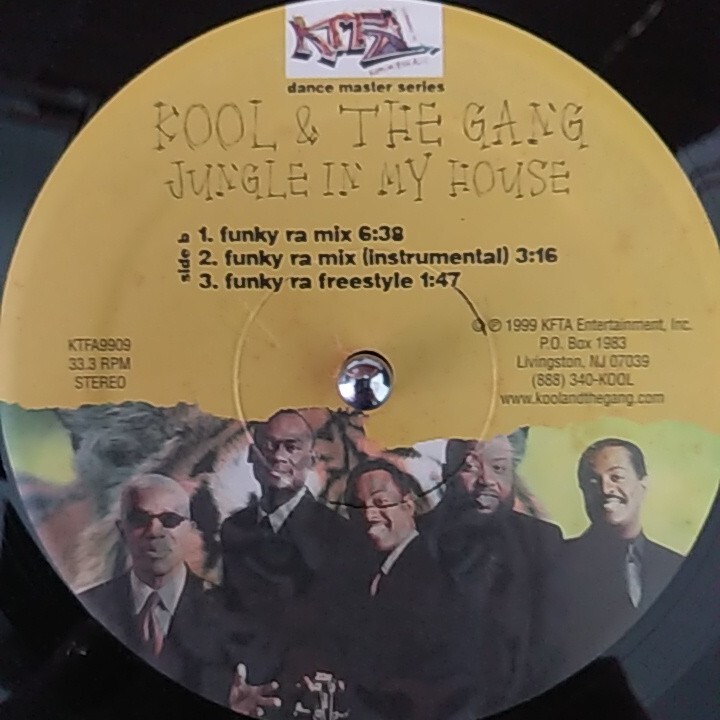 KTFA
dance master series
KOOL & THE GANG
JUNGLE IN MY HOUSE
side b
1. funky ra mix 6:38
2. funky ra mix (instrumental) 3:16
3. funky ra freestyle 1:47
KTFA9909
33.3 RPM
STEREO
© ℗ 1999 KFTA Entertainment, Inc.
P.O. Box 1983
Livingston, NJ 07039
(888) 340-KOOL
www.koolandthegang.com